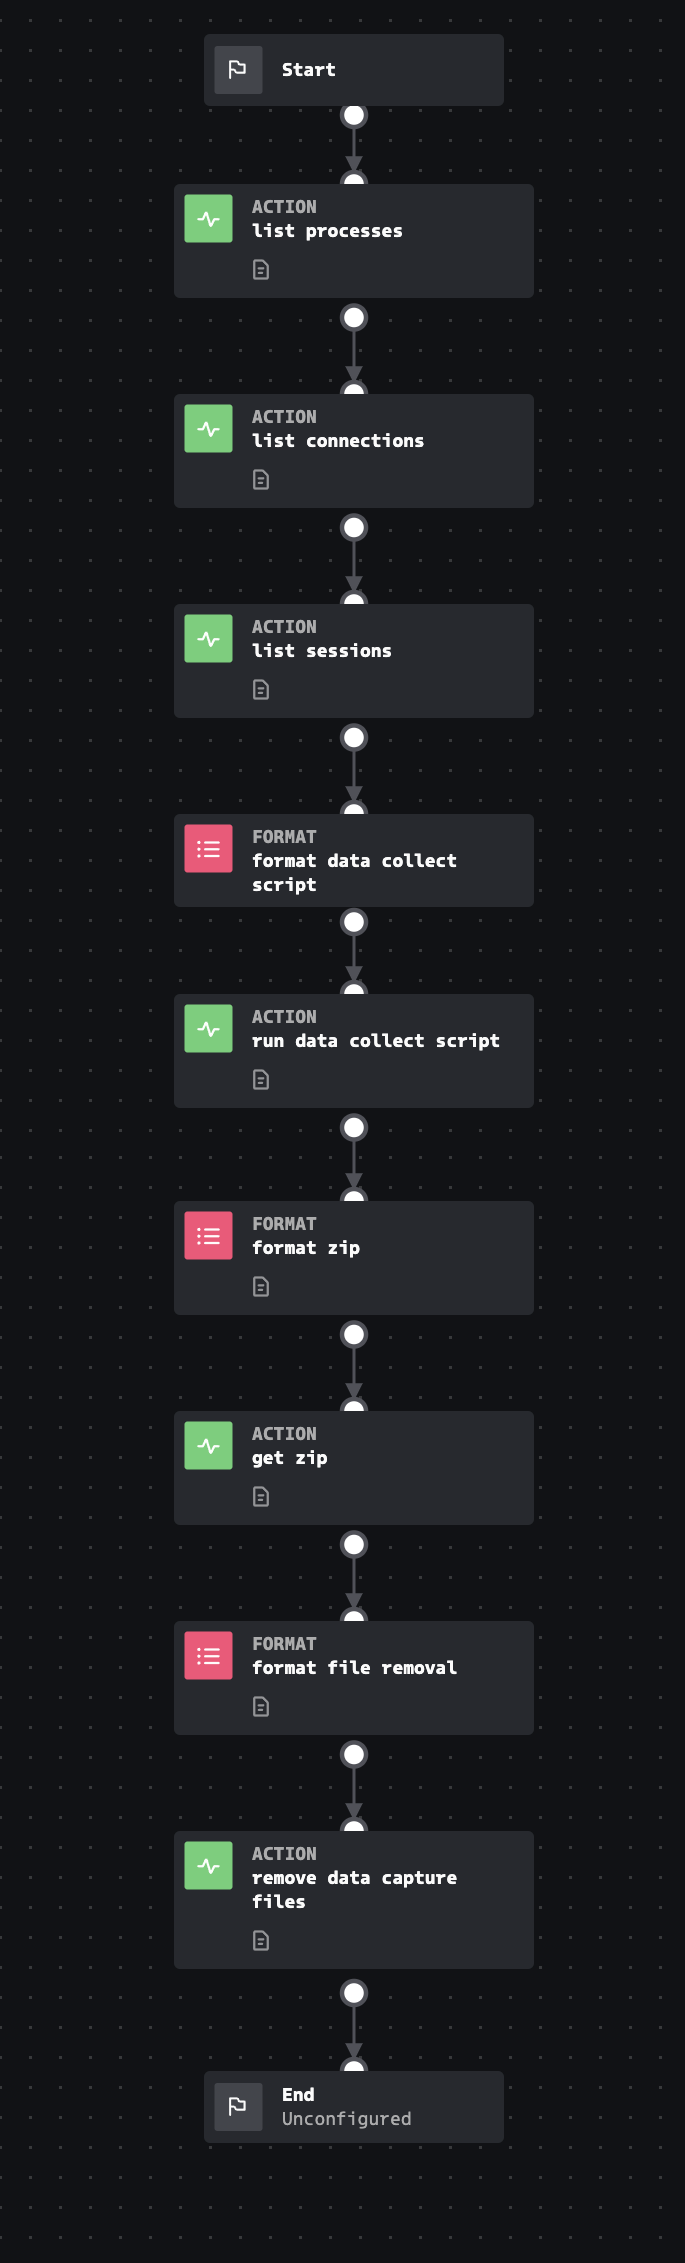 Start
ACTION
list processes
ACTION
list connections
ACTION
list sessions
FORMAT
format data collect
script
ACTION
run data collect script
FORMAT
format zip
ACTION
get zip
FORMAT
format file removal
ACTION
remove data capture
files
End
Unconfigured